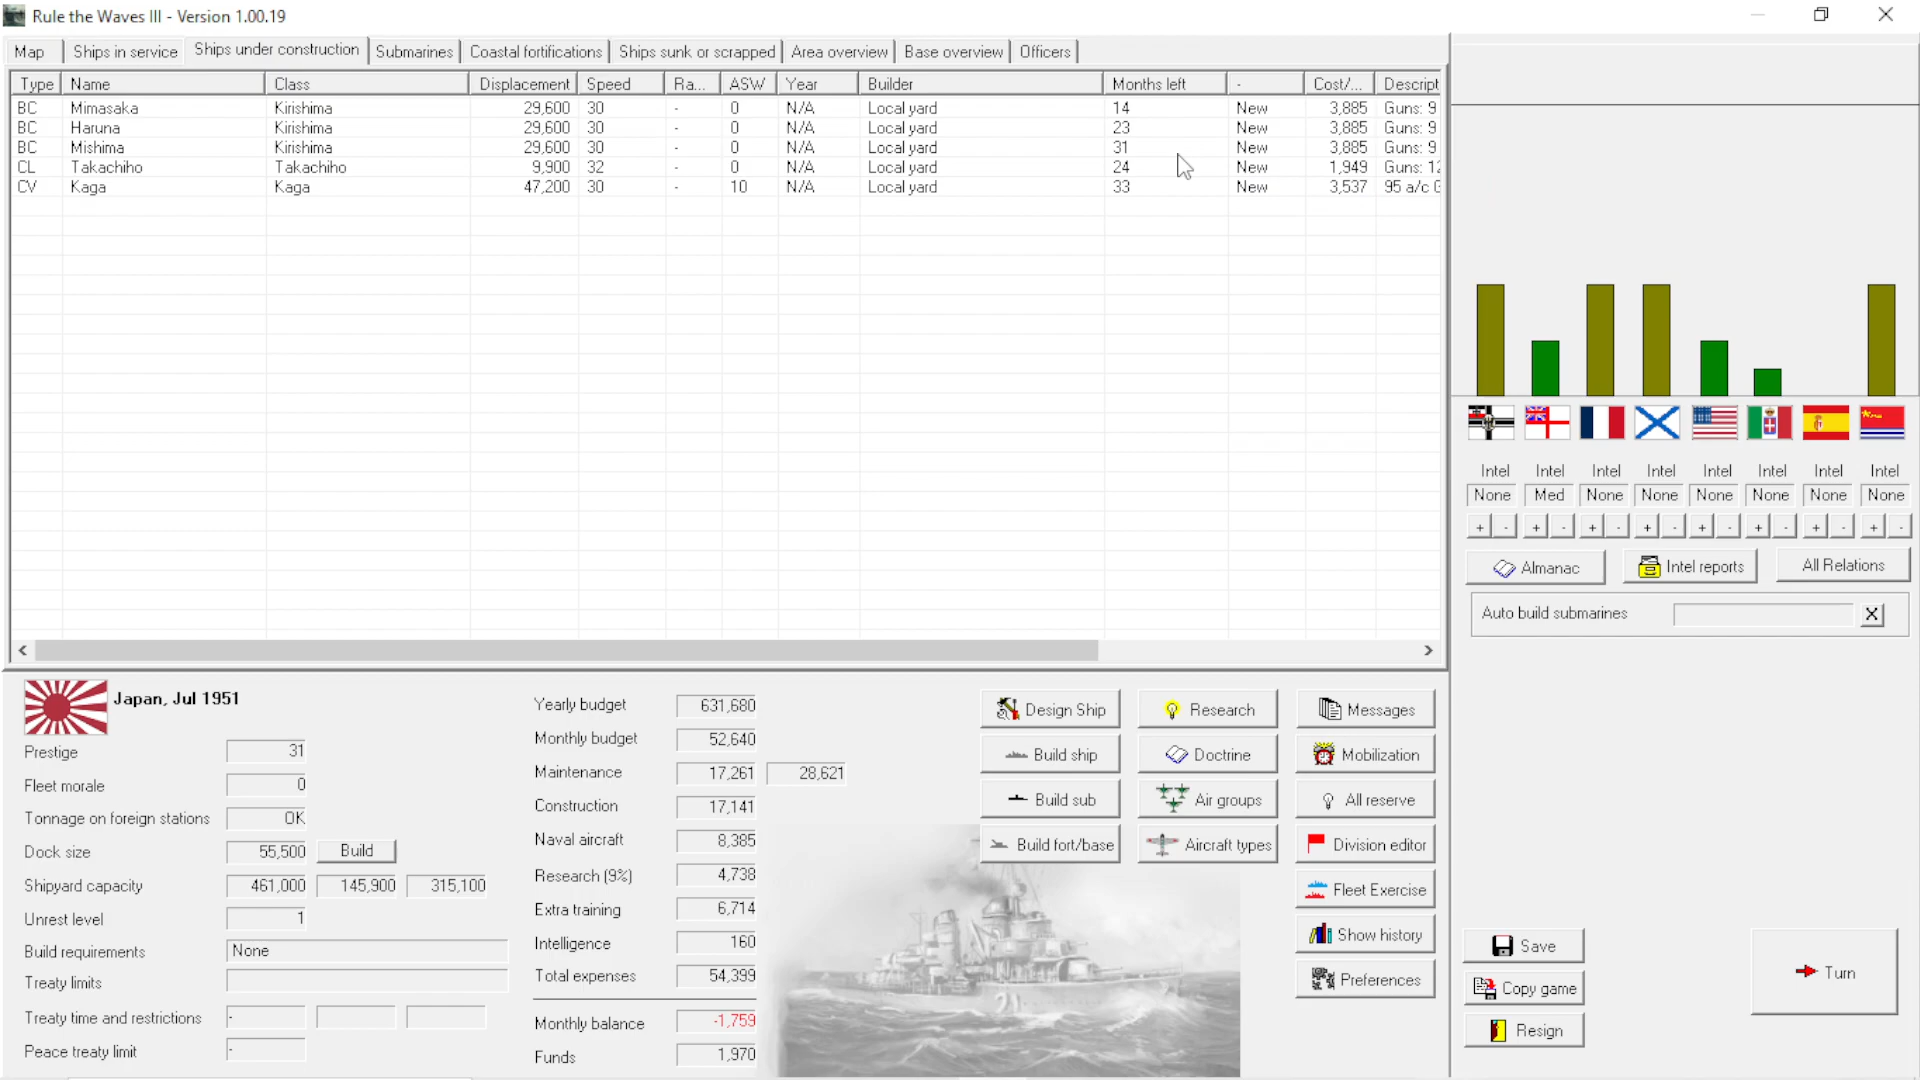 Rule the Waves III - Version 1.00.19
Map Ships in service Ships under construction Submarines Coastal fortifications Ships sunk or scrapped Area overview Base overview Officers
Type Name Class Displacement Speed Ra... ASW Year Builder Months left - Cost/... Descript
BC Mimasaka Kirishima 29,600 30 - 0 N/A Local yard 14 New 3,885 Guns: 9
BC Haruna Kirishima 29,600 30 - 0 N/A Local yard 23 New 3,885 Guns: 9
BC Mishima Kirishima 29,600 30 - 0 N/A Local yard 31 New 3,885 Guns: 9
CL Takachiho Takachiho 9,900 32 - 0 N/A Local yard 24 New 1,949 Guns: 12
CV Kaga Kaga 47,200 30 - 10 N/A Local yard 33 New 3,537 95 a/c G
Intel Intel Intel Intel Intel Intel Intel Intel
None Med None None None None None None
+ - + - + - + - + - + - + - + -
Almanac Intel reports All Relations
Auto build submarines X
Japan, Jul 1951
Prestige 31
Fleet morale 0
Tonnage on foreign stations OK
Dock size 55,500 Build
Shipyard capacity 461,000 145,900 315,100
Unrest level 1
Build requirements None
Treaty limits
Treaty time and restrictions -
Peace treaty limit -
Yearly budget 631,680
Monthly budget 52,640
Maintenance 17,261 28,621
Construction 17,141
Naval aircraft 8,385
Research (9%) 4,738
Extra training 6,714
Intelligence 160
Total expenses 54,399
Monthly balance -1,759
Funds 1,970
Design Ship Research Messages
Build ship Doctrine Mobilization
Build sub Air groups All reserve
Build fort/base Aircraft types Division editor
Fleet Exercise
Show history
Preferences
Save
Copy game
Resign
Turn